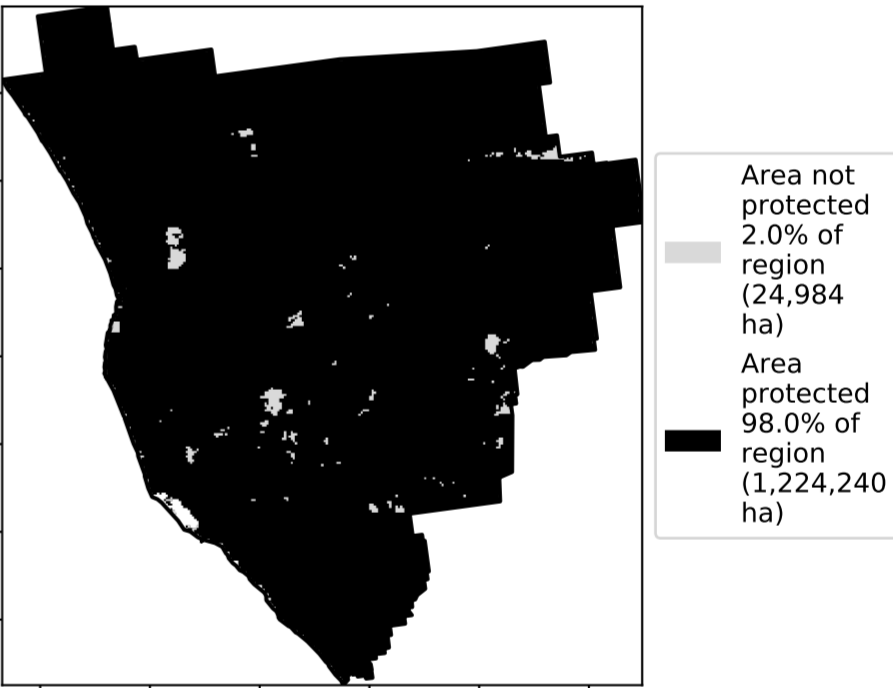 Area not
protected
2.0% of
region
(24,984
ha)
Area
protected
98.0% of
region
(1,224,240
ha)